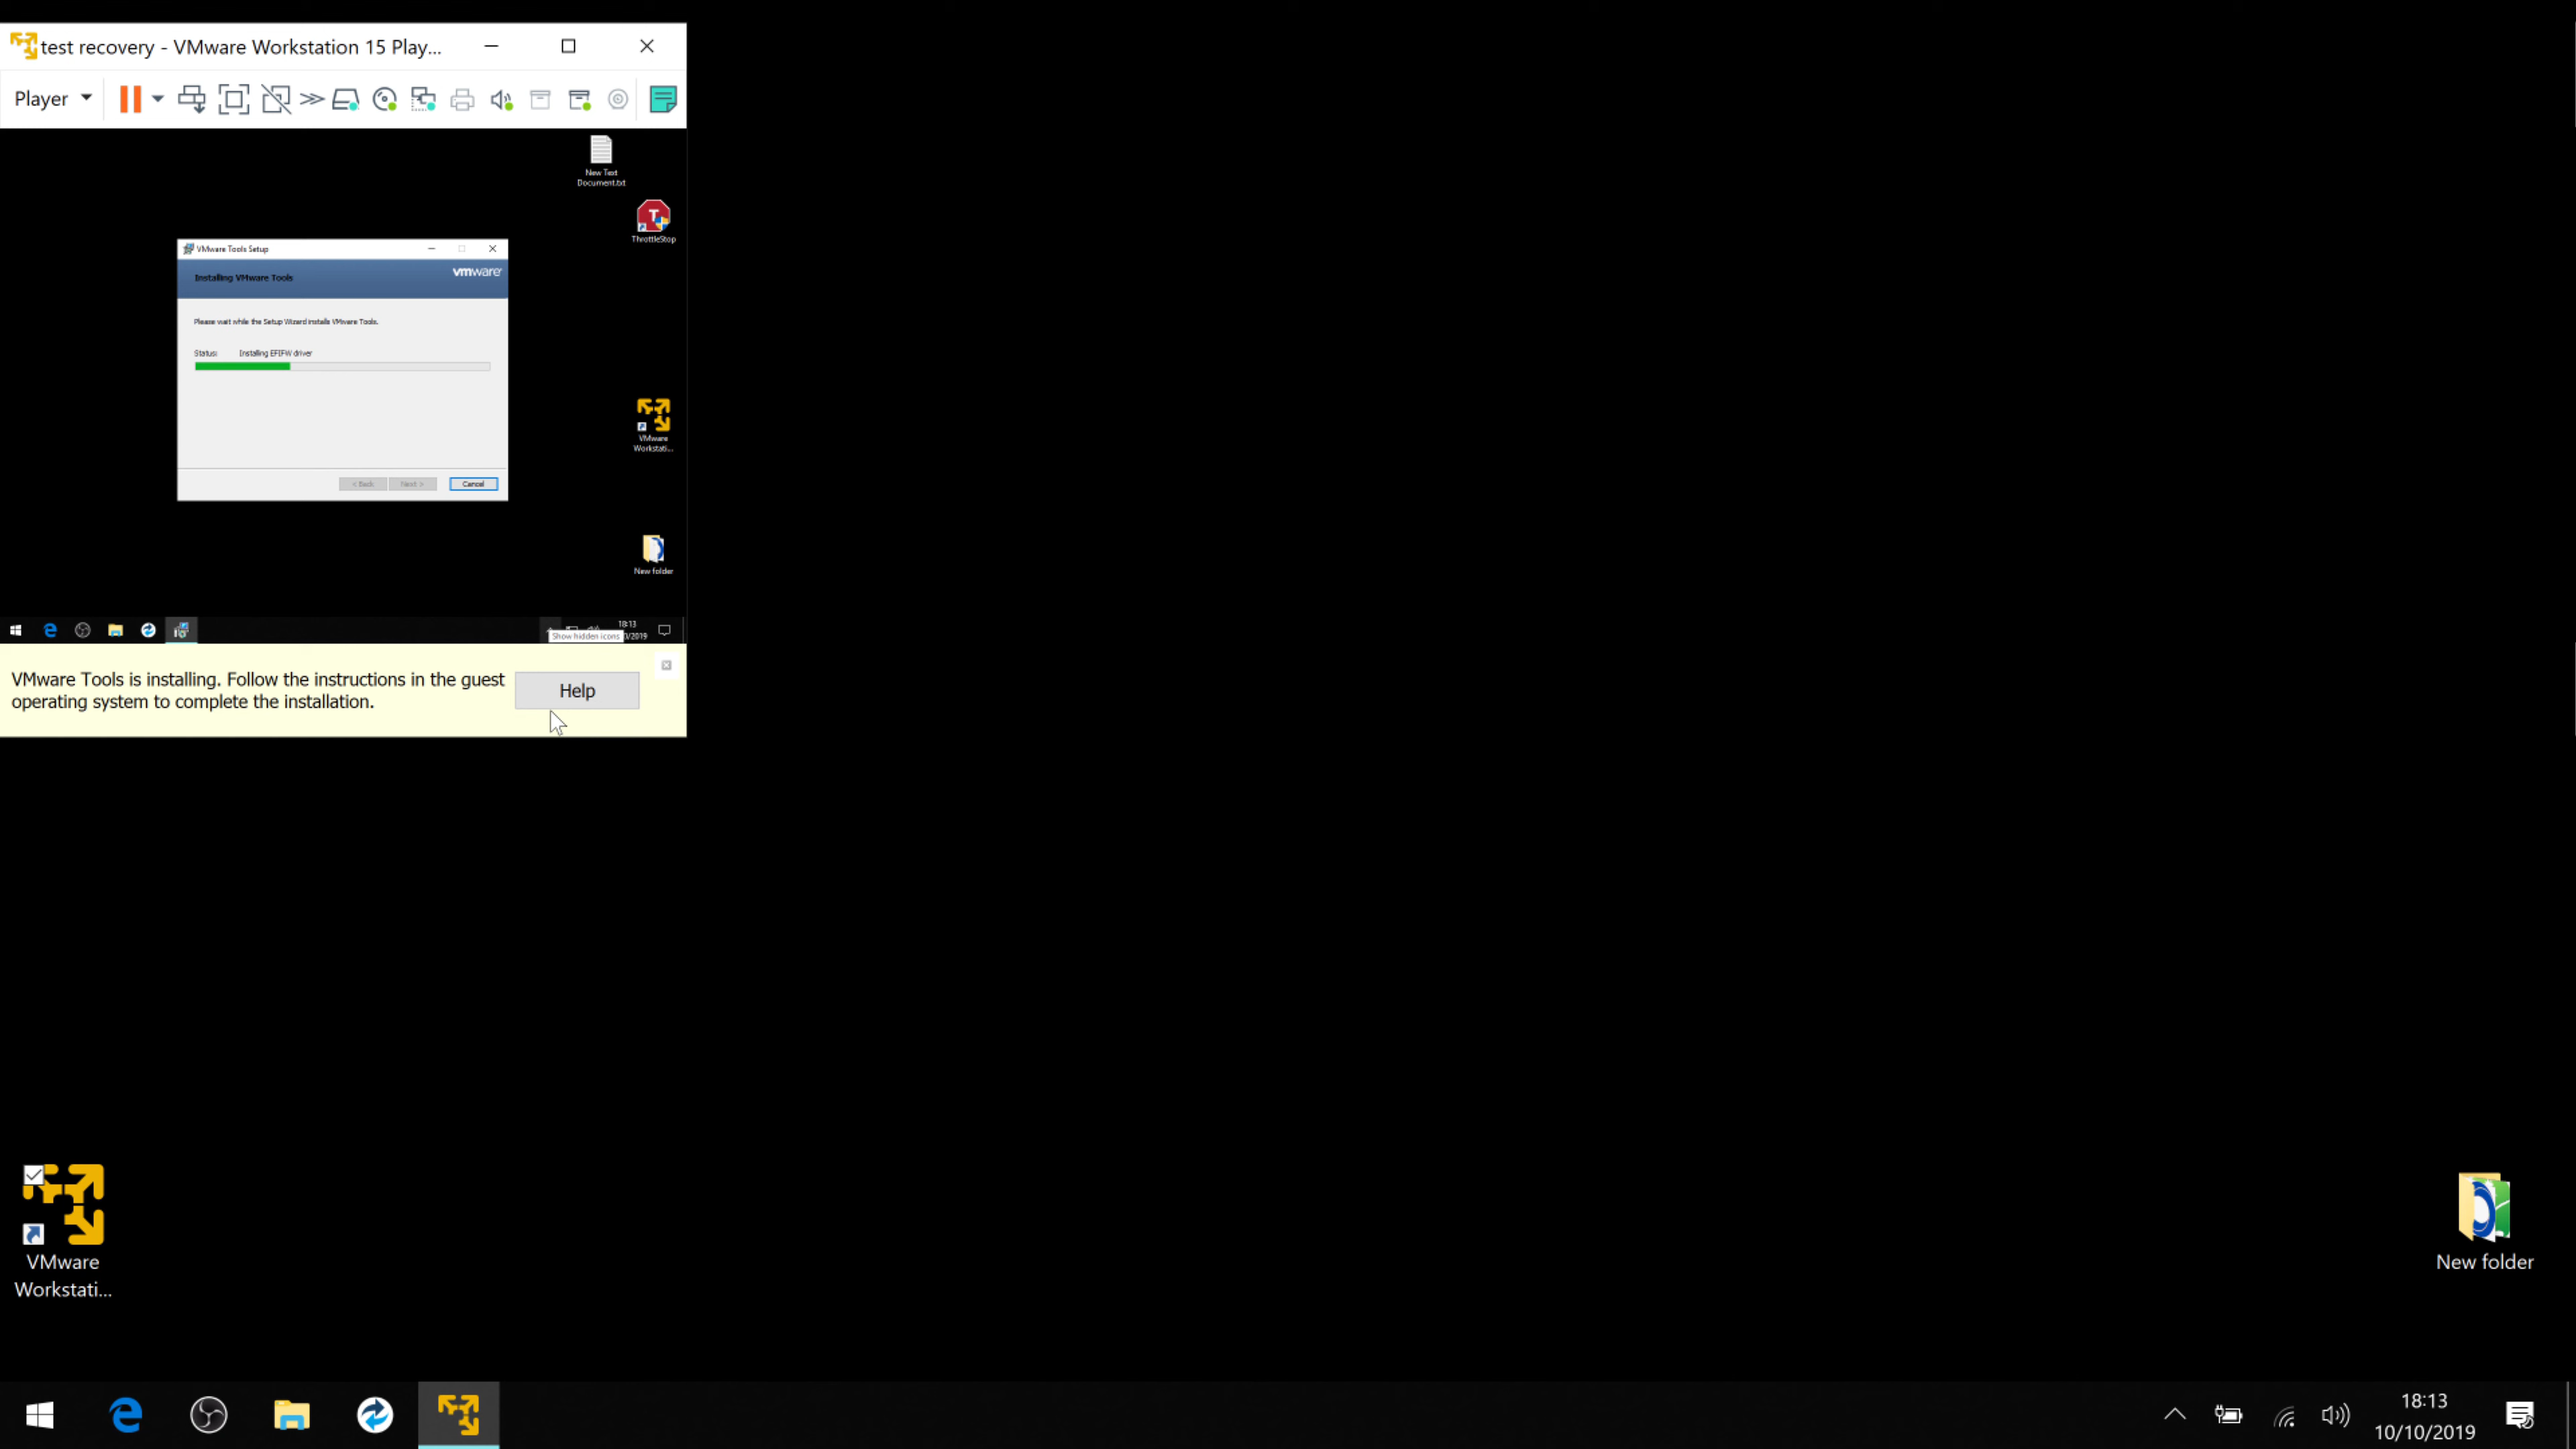 test recovery - VMware Workstation 15 Play...
Player
New Text
Document.txt
ThrottleStop
VMware Tools Setup
Installing VMware Tools
vmware
Please wait while the Setup Wizard installs VMware Tools.
Status: Installing EFIFW driver
VMware
Workstati...
< Back Next > Cancel
New folder
18:13
Show hidden icons
/2019
VMware Tools is installing. Follow the instructions in the guest
operating system to complete the installation.
Help
VMware
Workstati...
New folder
18:13
10/10/2019